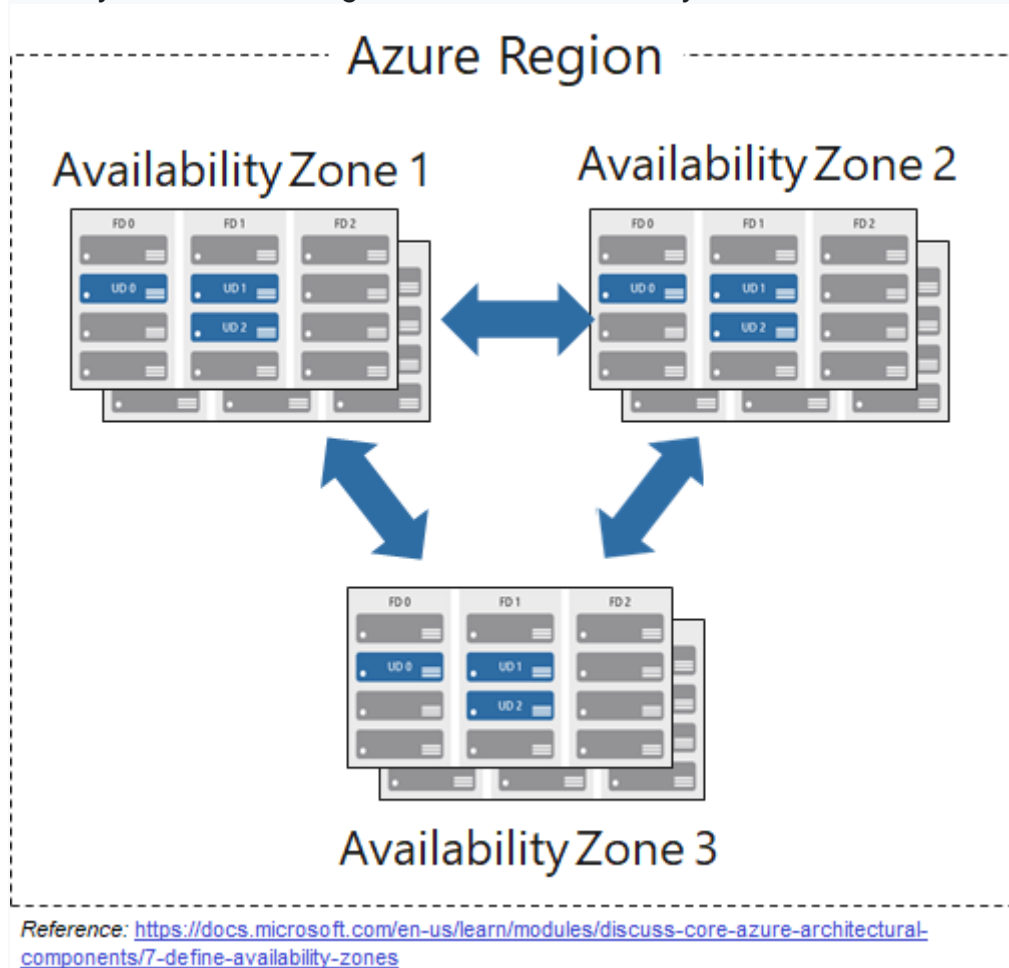 Azure Region
Availability Zone 1
Availability Zone 2
FD 0 FD 1 FD 2
UD 0 UD 1
UD 2
FD 0 FD 1 FD 2
UD 0 UD 1
UD 2
FD 0 FD 1 FD 2
UD 0 UD 1
UD 2
Availability Zone 3
Reference: https://docs.microsoft.com/en-us/learn/modules/discuss-core-azure-architectural-
components/7-define-availability-zones